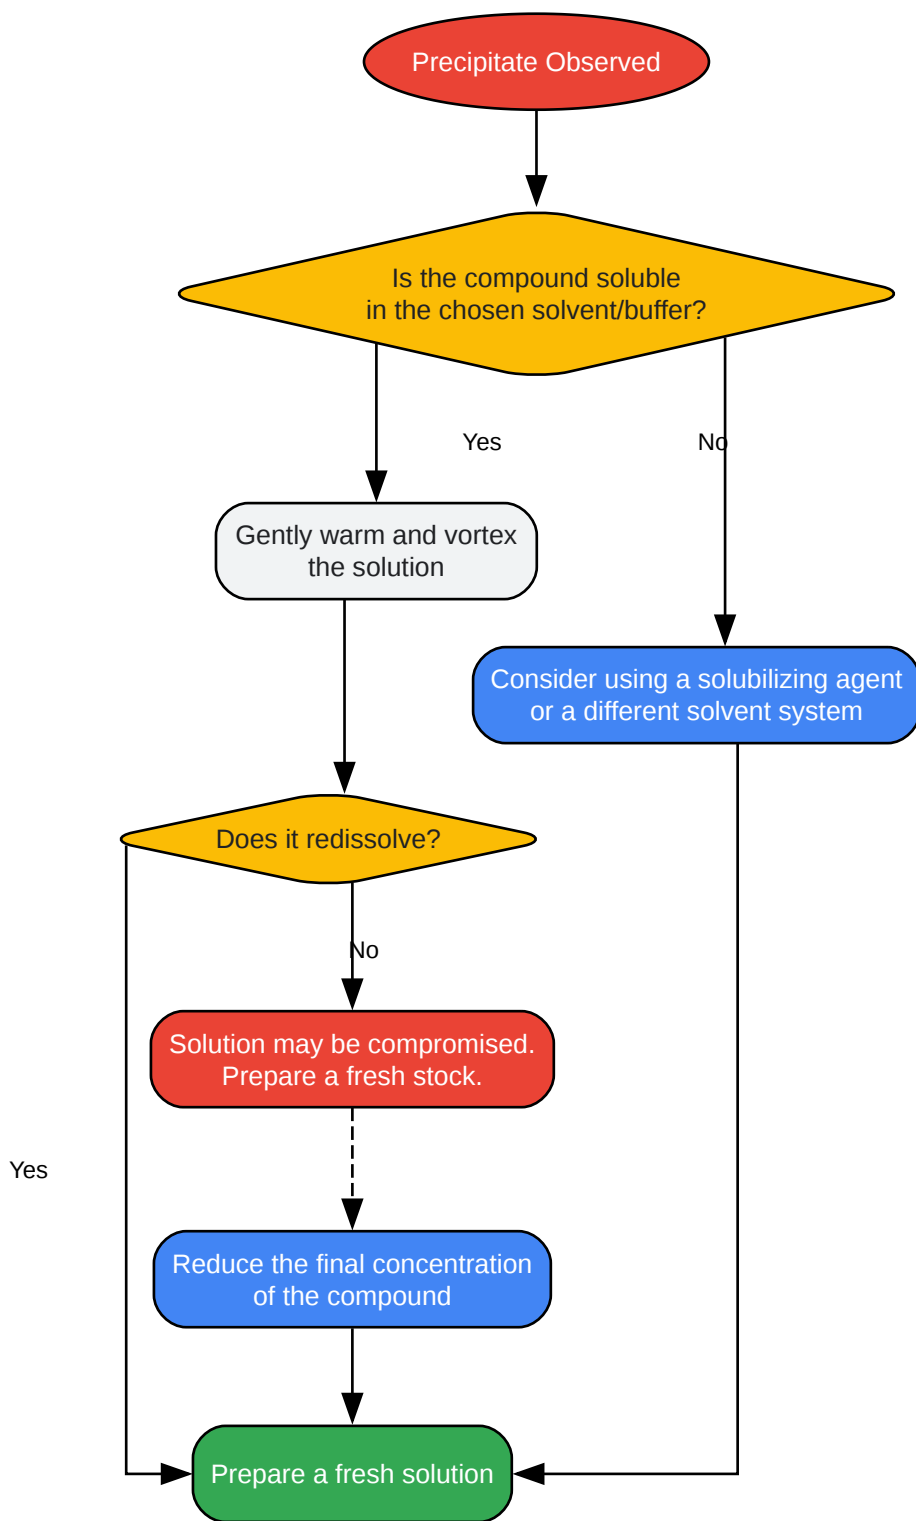 Precipitate Observed
Is the compound soluble
in the chosen solvent/buffer?
Yes
No
Gently warm and vortex
the solution
Consider using a solubilizing agent
or a different solvent system
Does it redissolve?
No
Solution may be compromised.
Prepare a fresh stock.
Yes
Reduce the final concentration
of the compound
Prepare a fresh solution